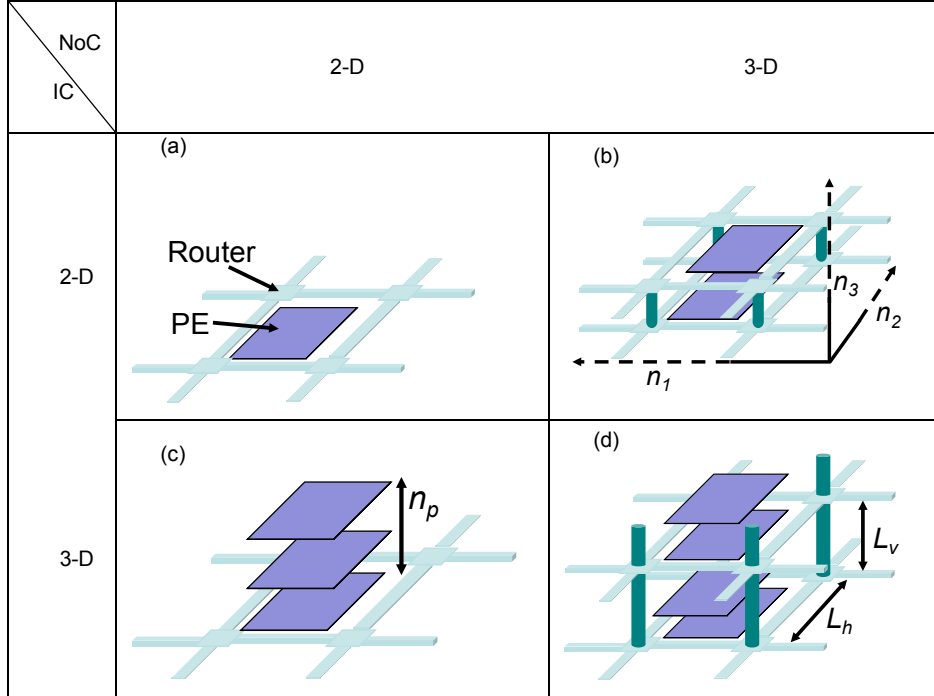 NoC
IC
2-D
3-D
2-D
(a)
Router
PE
(b)
n3
n2
n1
3-D
(c)
np
(d)
Lv
Lh